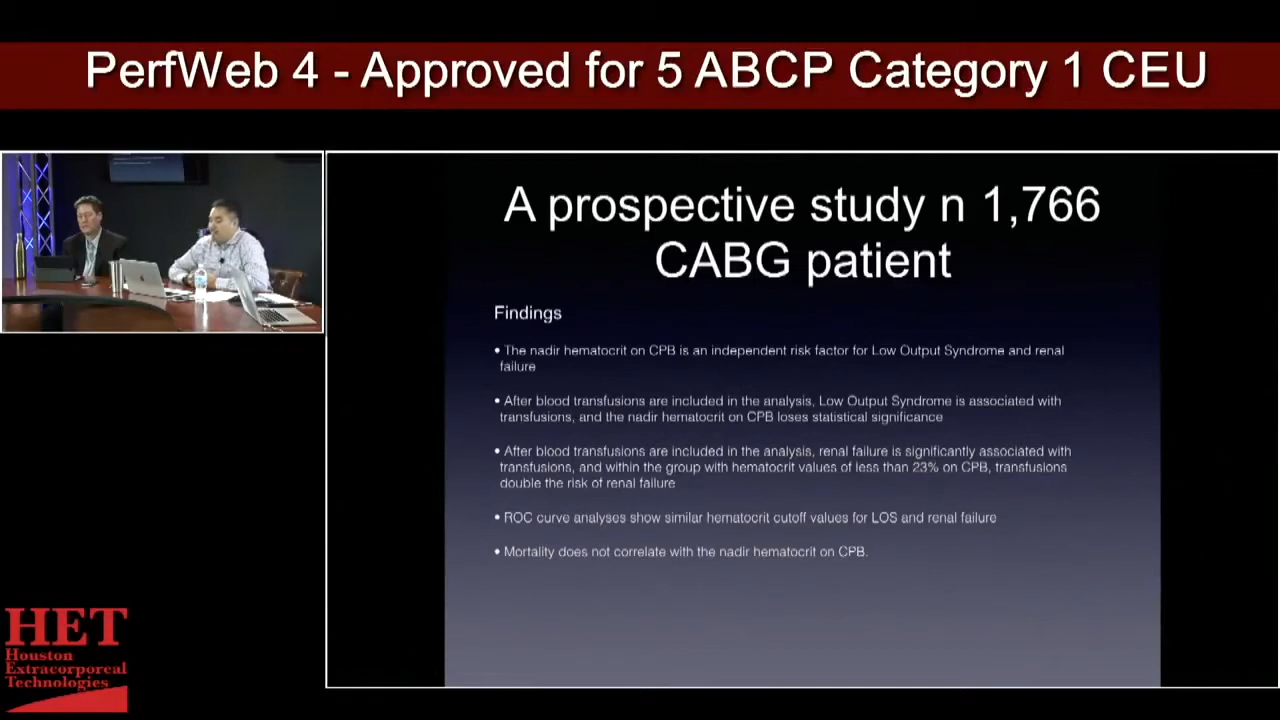 PerfWeb 4 - Approved for 5 ABCP Category 1 CEU
A prospective study n 1,766
CABG patient
Findings
• The nadir hematocrit on CPB is an independent risk factor for Low Output Syndrome and renal
failure
• After blood transfusions are included in the analysis, Low Output Syndrome is associated with
transfusions, and the nadir hematocrit on CPB loses statistical significance
• After blood transfusions are included in the analysis, renal failure is significantly associated with
transfusions, and within the group with hematocrit values of less than 23% on CPB, transfusions
double the risk of renal failure
• ROC curve analyses show similar hematocrit cutoff values for LOS and renal failure
• Mortality does not correlate with the nadir hematocrit on CPB.
HET
Houston
Extracorporeal
Technologies